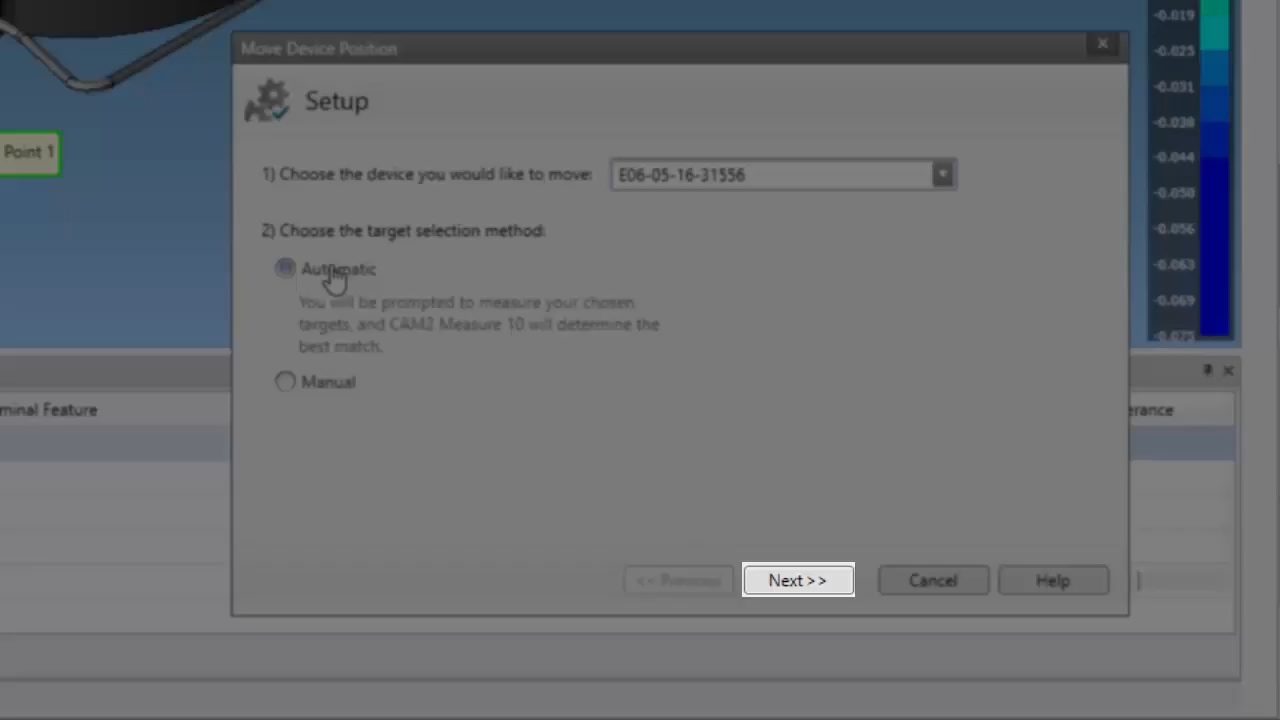 -0.019
-0.025
-0.031
-0.038
-0.044
-0.050
-0.056
-0.063
-0.069
-0.075
Point 1
Move Device Position
Setup
1) Choose the device you would like to move: E06-05-16-31556
2) Choose the target selection method:
Automatic
You will be prompted to measure your chosen
targets, and CAM2 Measure 10 will determine the
best match.
Manual
minal Feature
erance
<< Previous Next >> Cancel Help